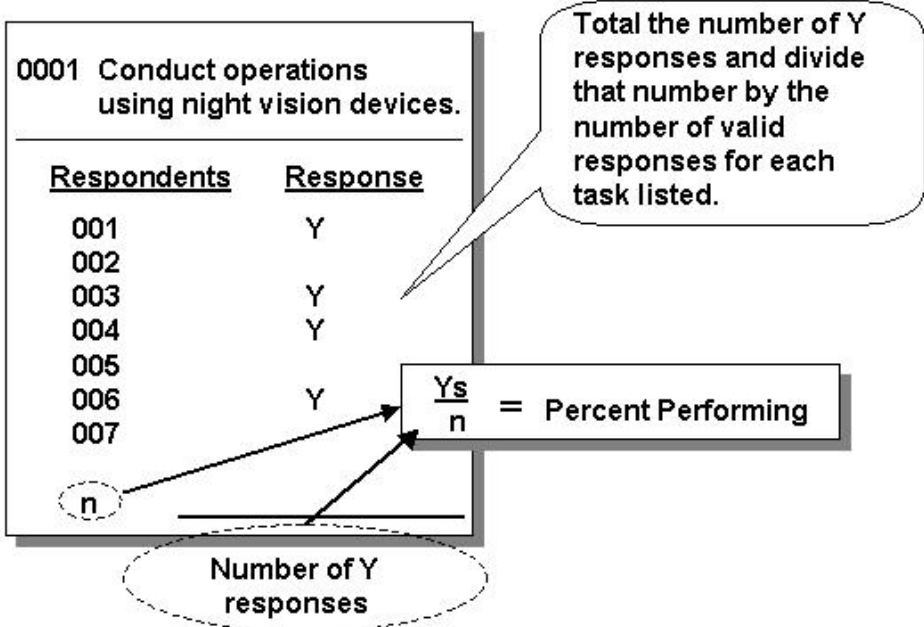 Total the number of Y
responses and divide
that number by the
number of valid
responses for each
task listed.
0001 Conduct operations
using night vision devices.
Respondents Response
001 Y
002
003 Y
004 Y
005
006 Y
007
n
Ys
n
= Percent Performing
Number of Y
responses